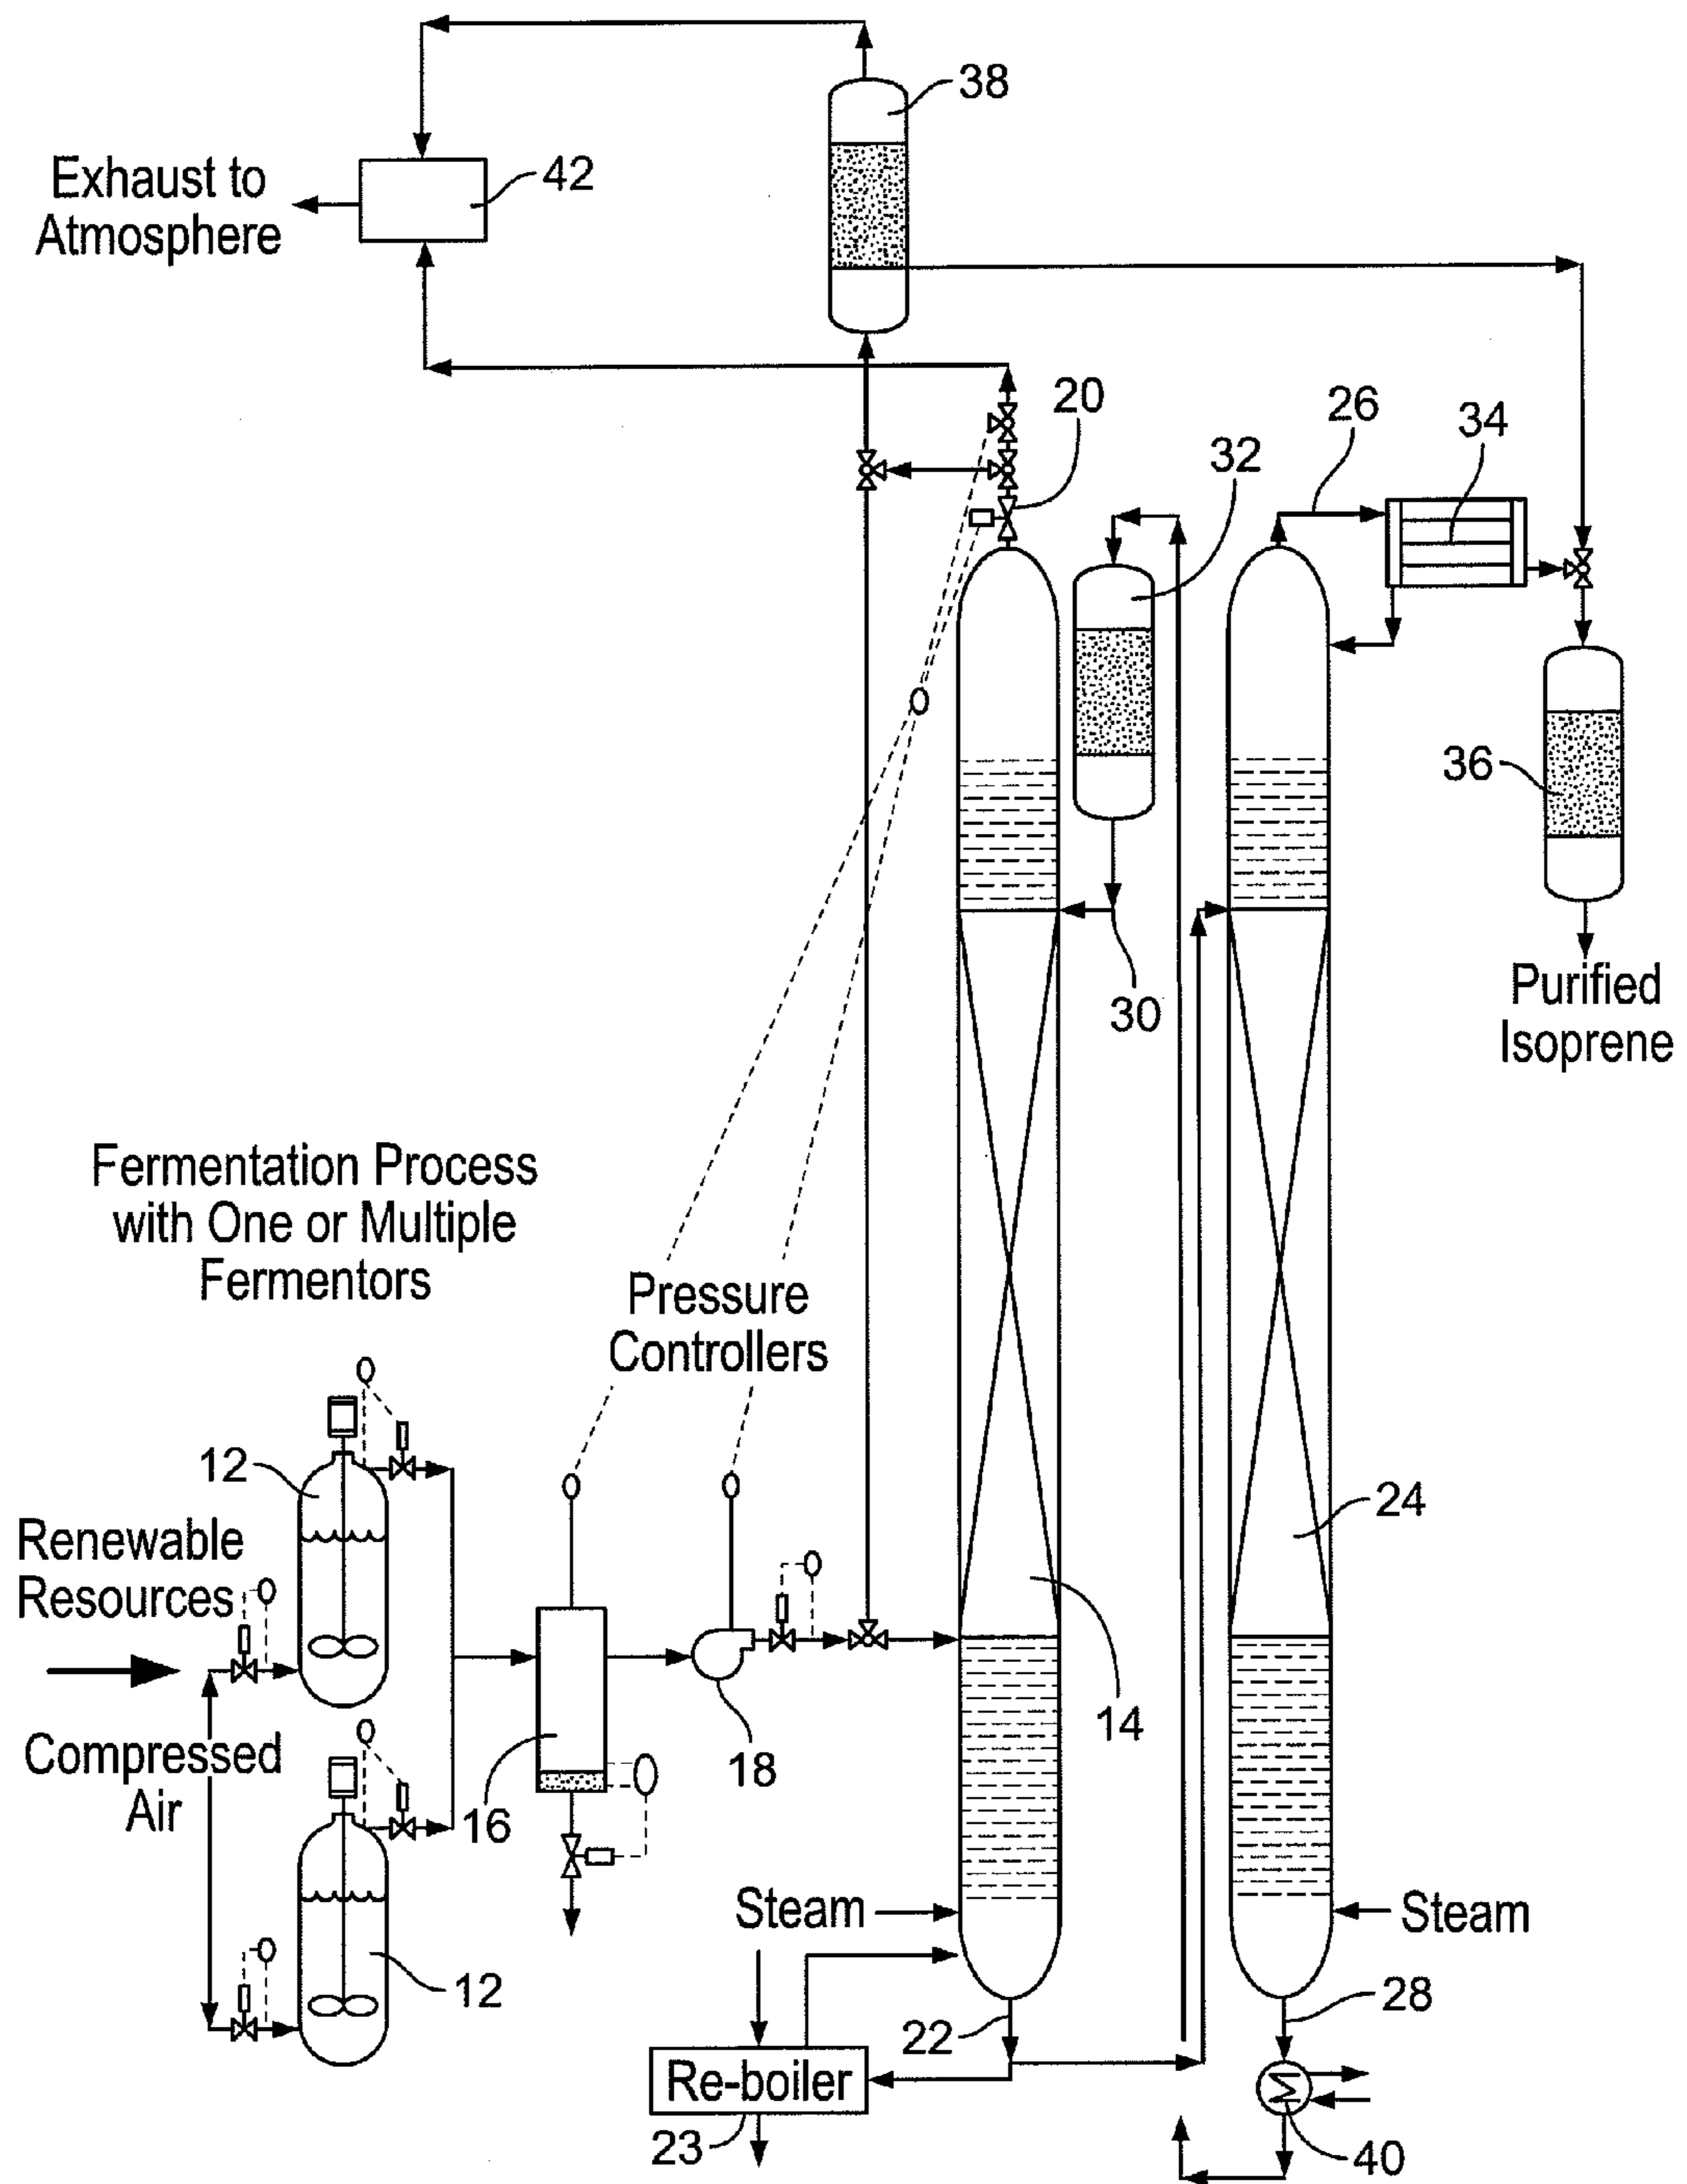 38
Exhaust to
Atmosphere
42
20
26
34
32
36
30
Purified
Isoprene
Fermentation Process
with One or Multiple
Fermentors
Pressure
Controllers
12
24
Renewable
Resources
14
Compressed
Air
16
18
Steam
Steam
12
28
22
Re-boiler
23
40